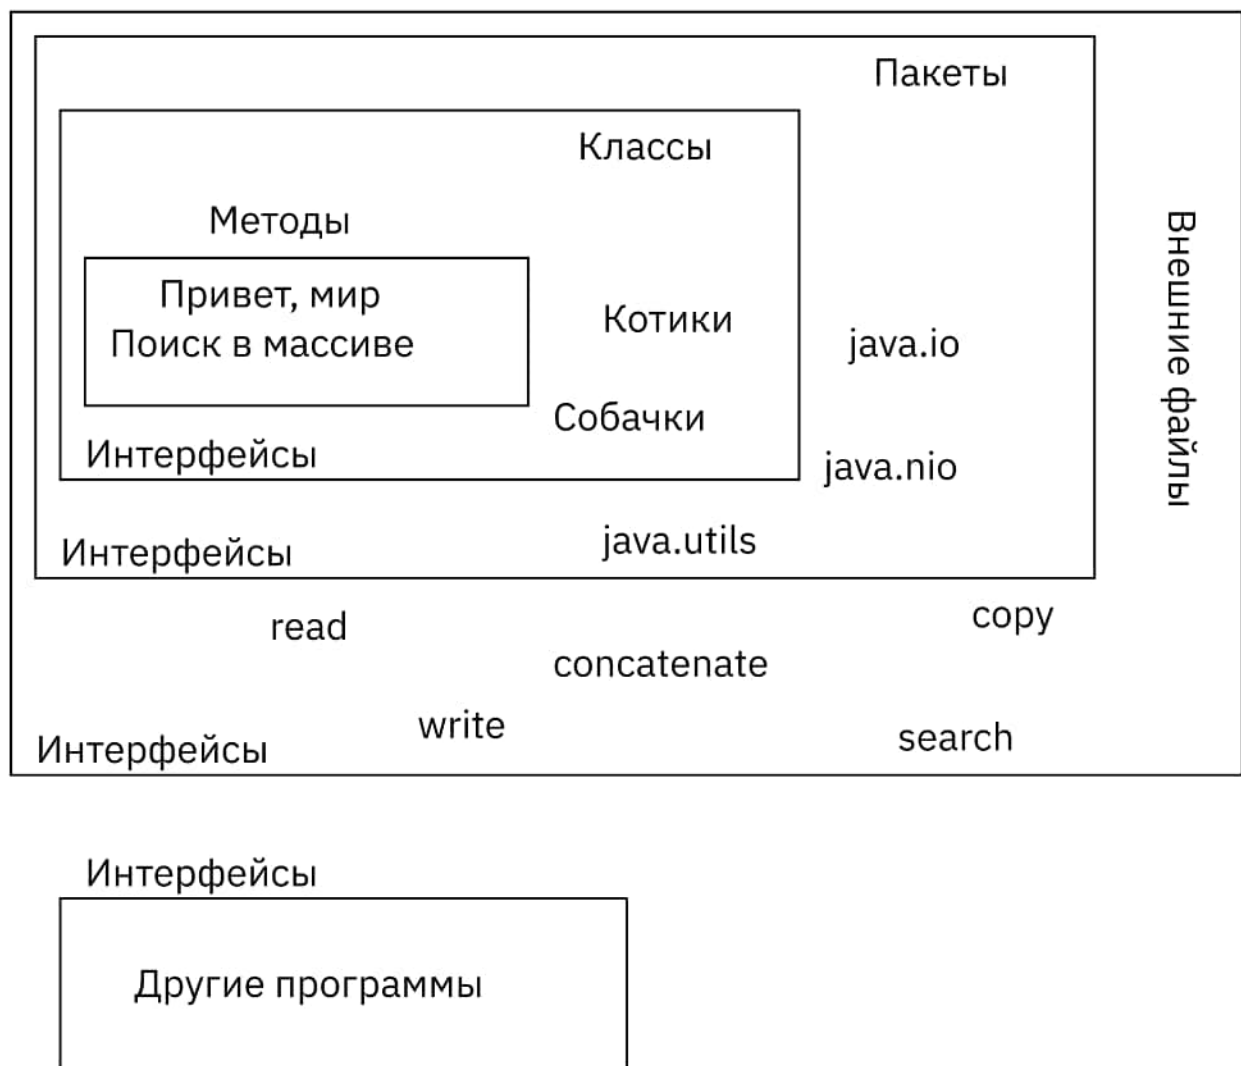 Пакеты
Классы
Методы
Привет, мир
Поиск в массиве
Котики
Собачки
Интерфейсы
java.io
java.nio
Внешние файлы
java.utils
Интерфейсы
read
copy
concatenate
write
search
Интерфейсы
Интерфейсы
Другие программы